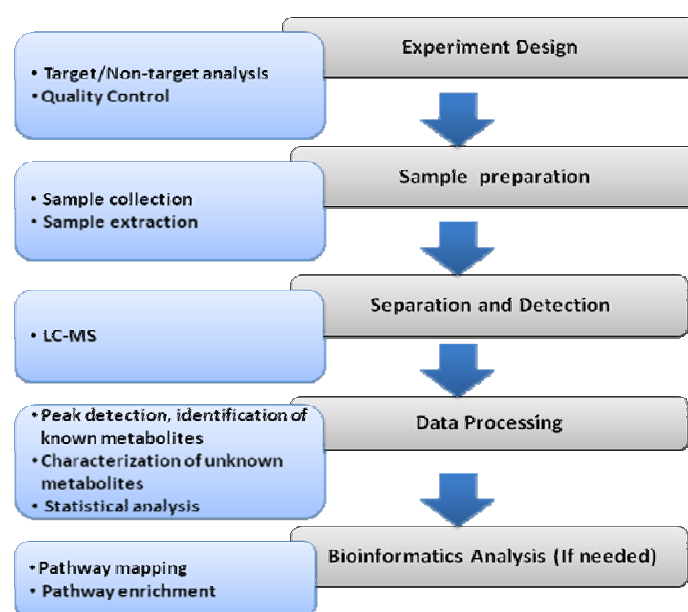 Experiment Design
• Target/Non-target analysis
• Quality Control
Sample preparation
• Sample collection
• Sample extraction
Separation and Detection
• LC-MS
Data Processing
• Peak detection, identification of
known metabolites
• Characterization of unknown
metabolites
• Statistical analysis
Bioinformatics Analysis (If needed)
• Pathway mapping
• Pathway enrichment